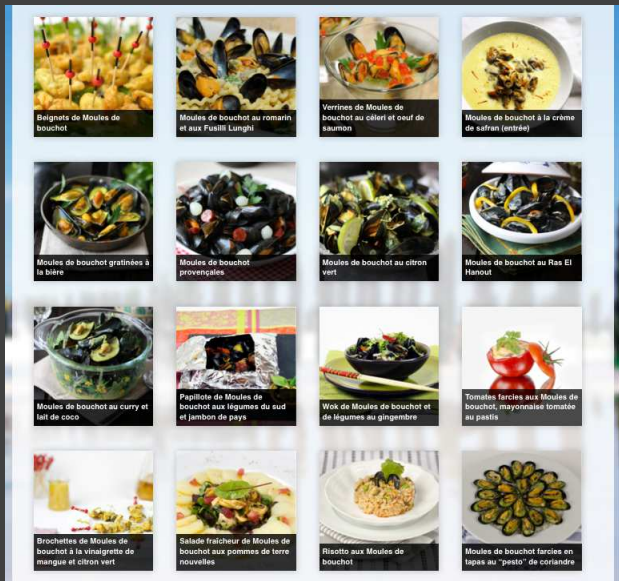 Beignets de Moules de
bouchot
Moules de bouchot au romarin
et aux Fusilli Lunghi
Verrines de Moules de
bouchot au céleri et oeuf de
saumon
Moules de bouchot à la crème
de safran (entrée)
Moules de bouchot gratinées à
la bière
Moules de bouchot
provençales
Moules de bouchot au citron
vert
Moules de bouchot au Ras El
Hanout
Moules de bouchot au curry et
lait de coco
Papillote de Moules de
bouchot aux légumes du sud
et jambon de pays
Wok de Moules de bouchot et
de légumes au gingembre
Tomates farcies aux Moules de
bouchot, mayonnaise tomatée
au pastis
Brochettes de Moules de
bouchot à la vinaigrette de
mangue et citron vert
Salade fraîcheur de Moules de
bouchot aux pommes de terre
nouvelles
Risotto aux Moules de
bouchot
Moules de bouchot farcies en
tapas au "pesto" de coriandre